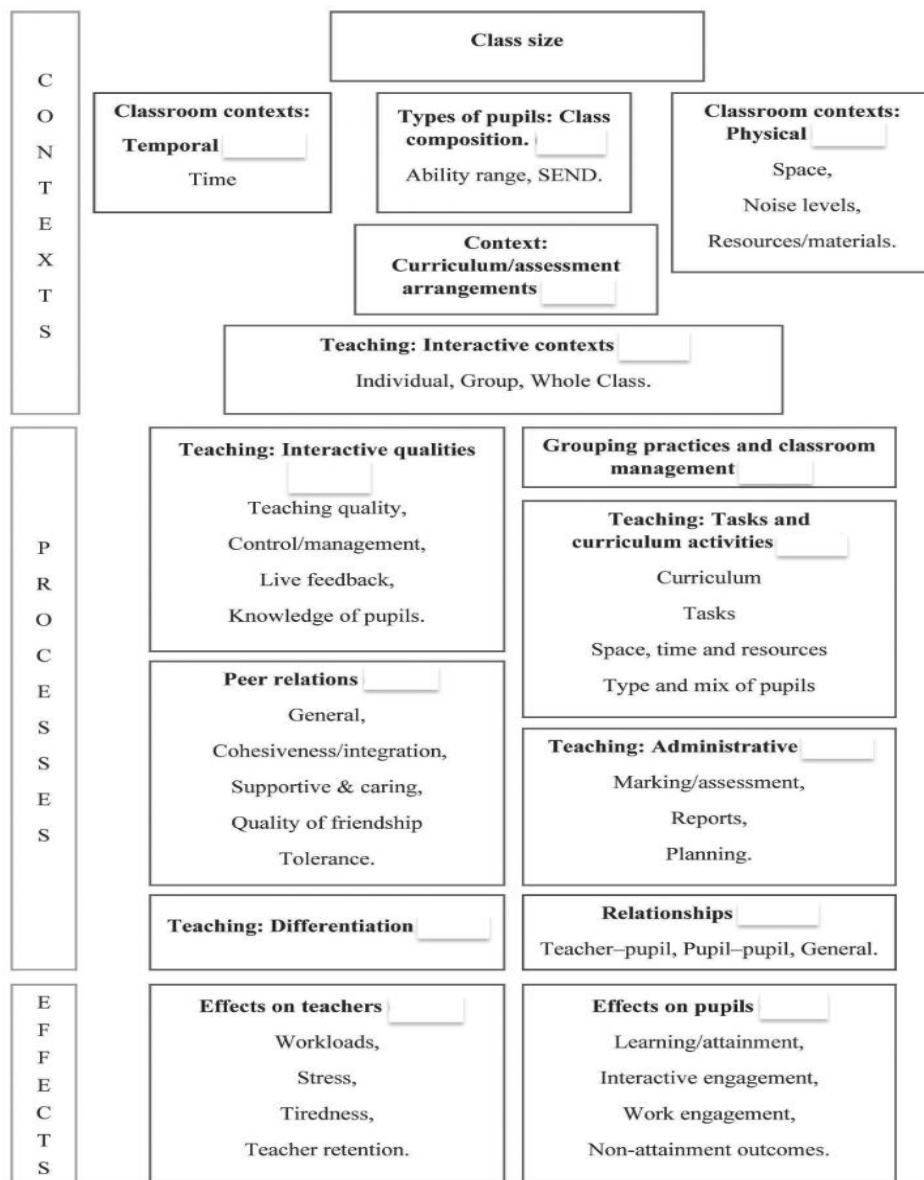 CONTEXTS
Class size
Classroom contexts:
Temporal
Time
Types of pupils: Class
composition. (
Ability range, SEND.
Classroom contexts:
Physical
Space,
Noise levels,
Resources/materials.
Context:
Curriculum/assessment
arrangements
Teaching: Interactive contexts
Individual, Group, Whole Class.
PROCESSES
Teaching: Interactive qualities
Teaching quality,
Control/management,
Live feedback,
Knowledge of pupils.
Grouping practices and classroom
management
Teaching: Tasks and
curriculum activities
Curriculum
Tasks
Space, time and resources
Type and mix of pupils
Peer relations
General,
Cohesiveness/integration,
Supportive & caring,
Quality of friendship
Tolerance.
Teaching: Administrative
Marking/assessment,
Reports,
Planning.
Teaching: Differentiation
Relationships
Teacher–pupil, Pupil–pupil, General.
EFFECTS
Effects on teachers
Workloads,
Stress,
Tiredness,
Teacher retention.
Effects on pupils
Learning/attainment,
Interactive engagement,
Work engagement,
Non-attainment outcomes.